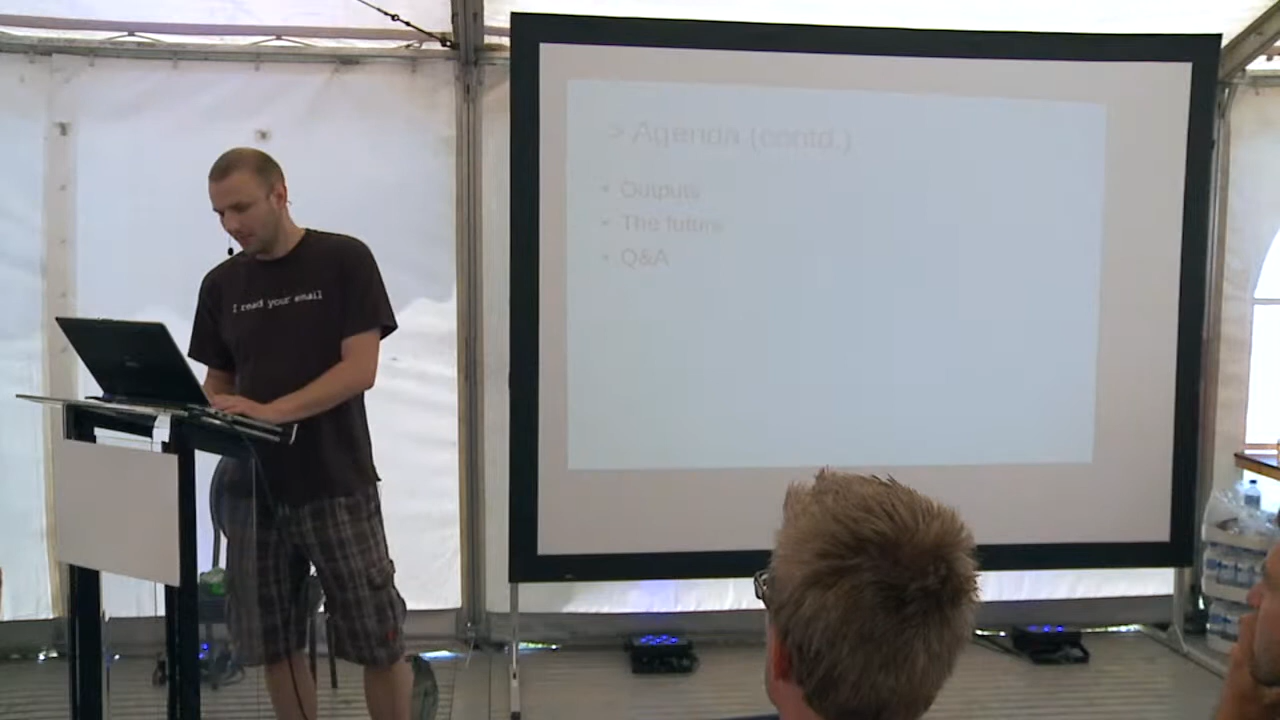 I read your email
> Agenda (contd.)
• Outputs
• The future
• Q&A